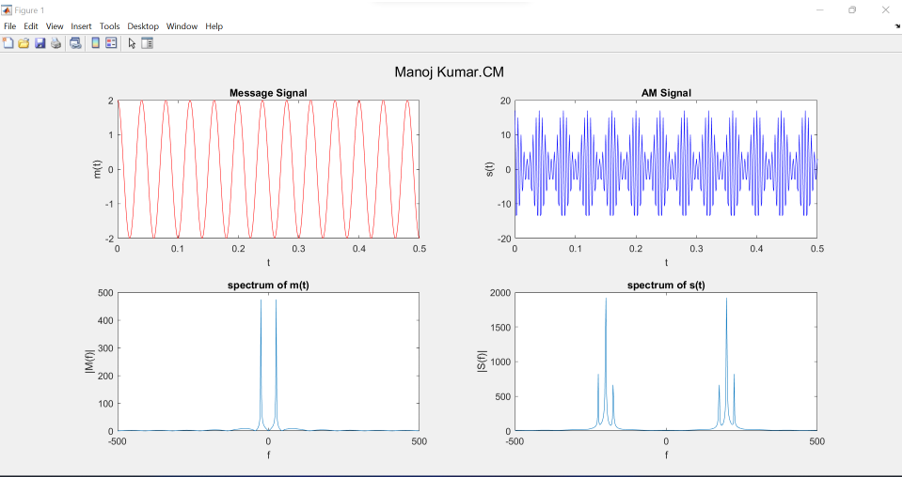 Figure 1
File Edit View Insert Tools Desktop Window Help
Manoj Kumar.CM
Message Signal
2
1
0
-1
-2
m(t)
0 0.1 0.2 0.3 0.4 0.5
t
AM Signal
20
10
0
-10
-20
s(t)
0 0.1 0.2 0.3 0.4 0.5
t
spectrum of m(t)
500
400
300
200
100
0
|M(f)|
-500 0 500
f
spectrum of s(t)
2000
1500
1000
500
0
|S(f)|
-500 0 500
f